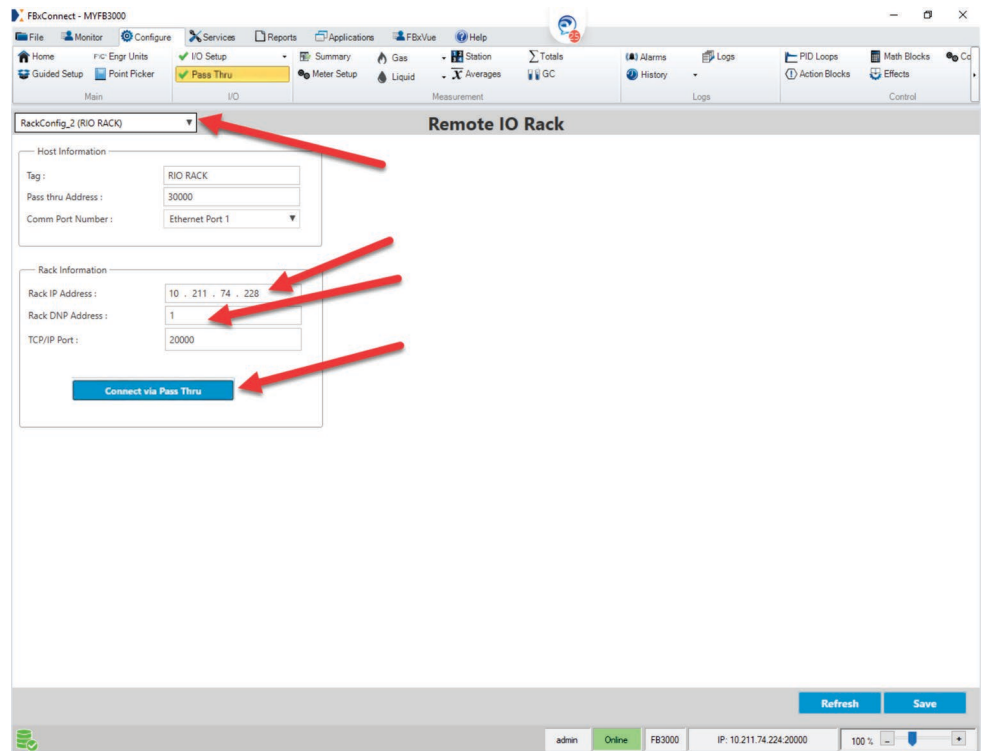 FBxConnect - MYFB3000
File Monitor Configure Services Reports Applications FBxVue Help
Home Engr Units I/O Setup Summary Gas Station Totals Alarms Logs PID Loops Math Blocks Co
Guided Setup Point Picker Pass Thru Meter Setup Liquid Averages GC History Action Blocks Effects
Main I/O Measurement Logs Control
RackConfig_2 (RIO RACK) Remote IO Rack
Host Information
Tag : RIO RACK
Pass thru Address : 30000
Comm Port Number : Ethernet Port 1
Rack Information
Rack IP Address : 10 . 211 . 74 . 228
Rack DNP Address : 1
TCP/IP Port : 20000
Connect via Pass Thru
Refresh Save
admin Online FB3000 IP: 10.211.74.224:20000 100 % - +